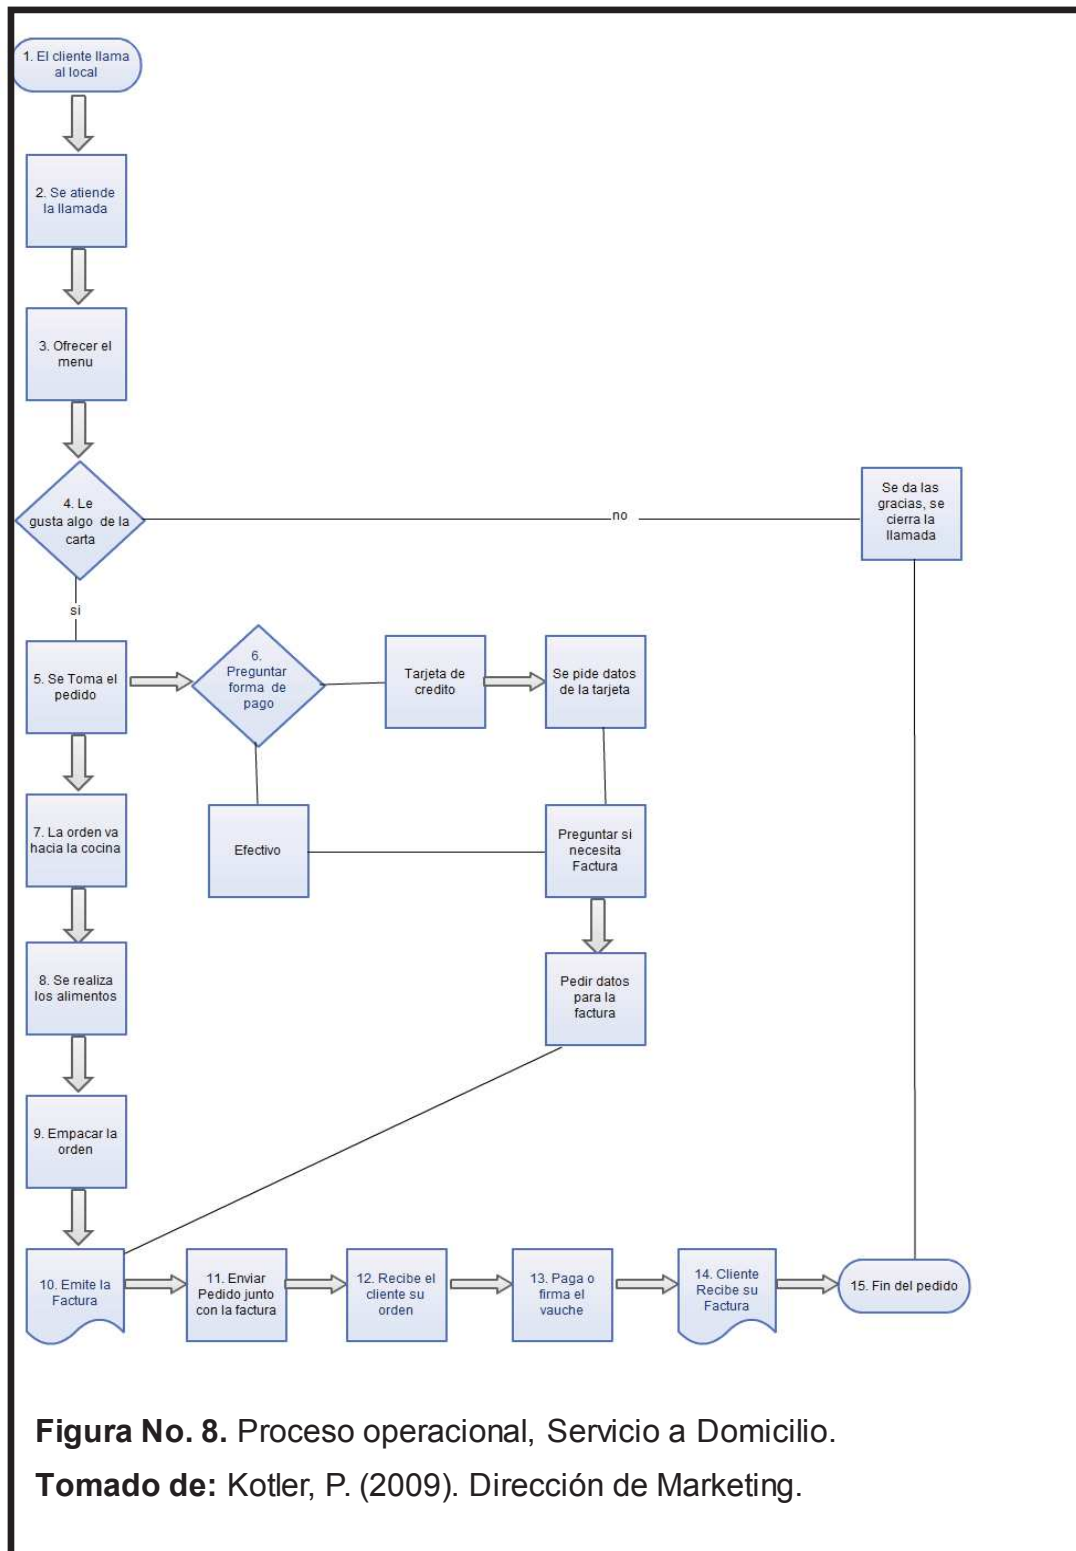 1. El cliente llama
al local
2. Se atiende
la llamada
3. Ofrecer el
menu
4. Le
gusta algo de la
carta
no
Se da las
gracias, se
cierra la
llamada
si
5. Se Toma el
pedido
6.
Preguntar
forma de
pago
Tarjeta de
credito
Se pide datos
de la tarjeta
7. La orden va
hacia la cocina
Efectivo
Preguntar si
necesita
Factura
8. Se realiza
los alimentos
Pedir datos
para la
factura
9. Empacar la
orden
10. Emite la
Factura
11. Enviar
Pedido junto
con la factura
12. Recibe el
cliente su
orden
13. Paga o
firma el
vauche
14. Cliente
Recibe su
Factura
15. Fin del pedido
Figura No. 8. Proceso operacional, Servicio a Domicilio.
Tomado de: Kotler, P. (2009). Dirección de Marketing.